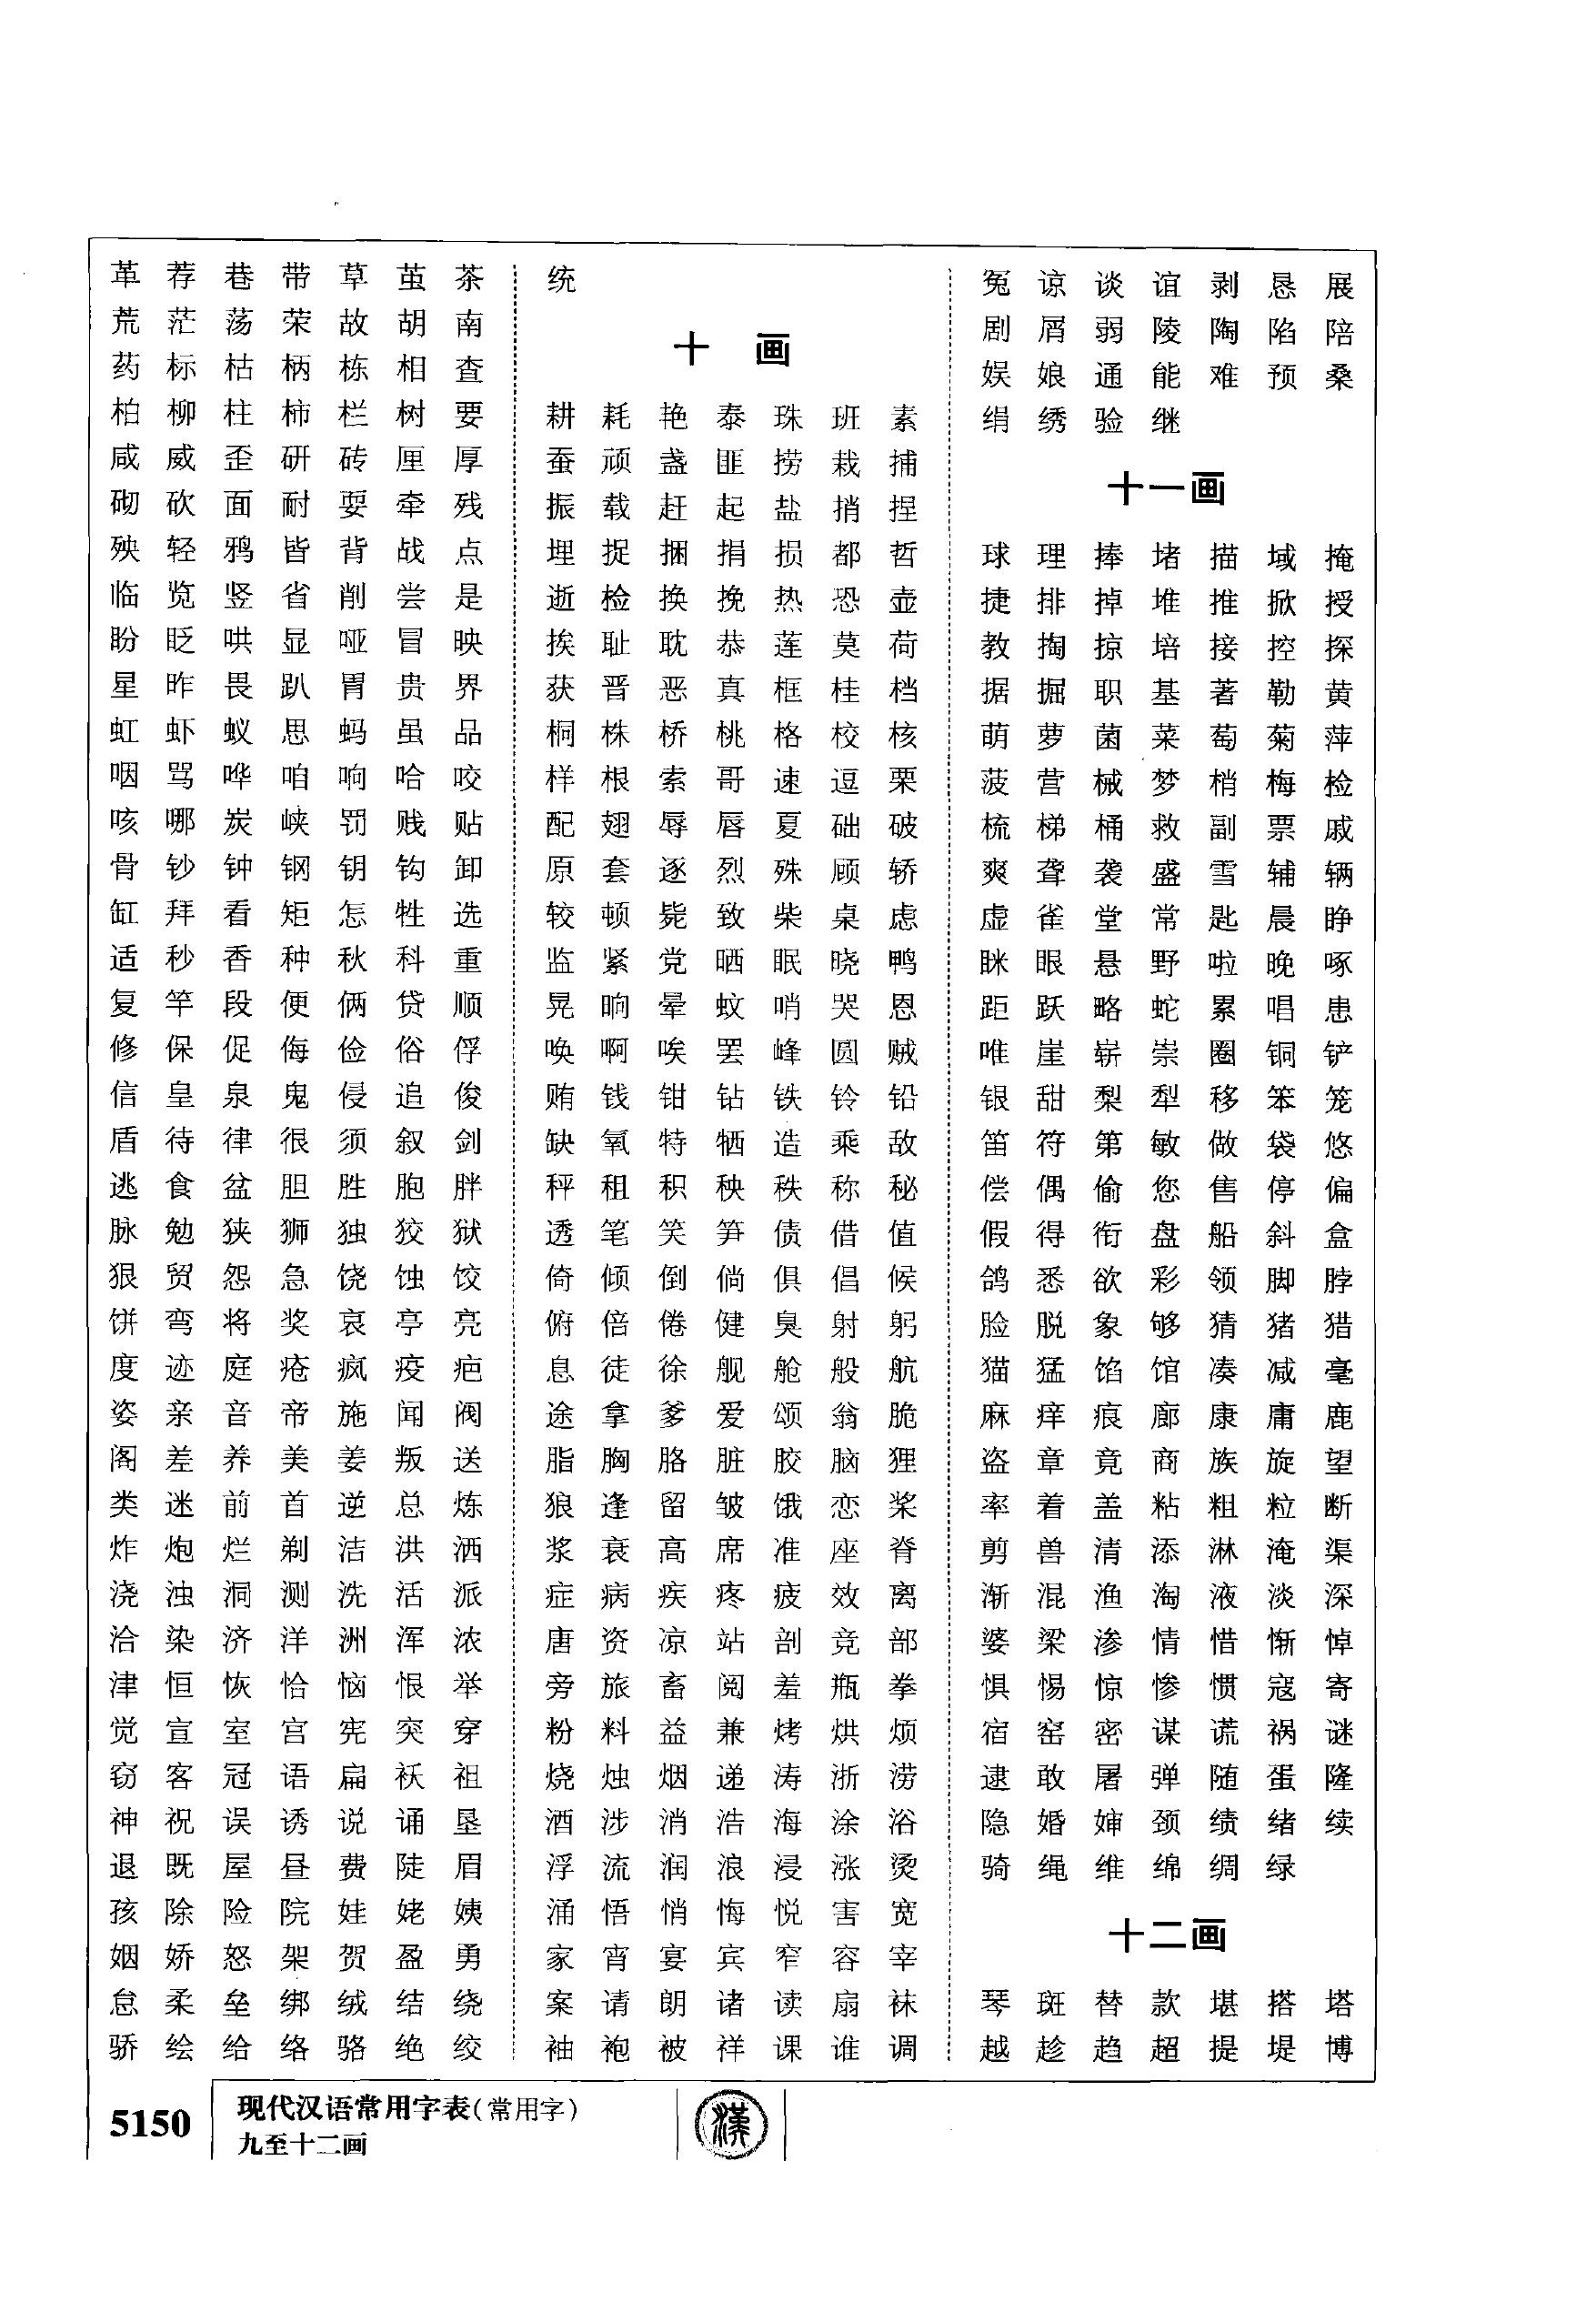 革 荐 巷 带 草 茧 茶
荒 茫 荡 荣 故 胡 南
药 标 枯 柄 栋 相 查
柏 柳 柱 柿 栏 树 要
咸 威 歪 研 砖 厘 厚
砌 砍 面 耐 耍 牵 残
殃 轻 鸦 皆 背 战 点
临 览 竖 省 削 尝 是
盼 眨 哄 显 哑 冒 映
星 昨 畏 趴 胃 贵 界
虹 虾 蚁 思 蚂 虽 品
咽 骂 哗 咱 响 哈 咬
咳 哪 炭 峡 罚 贱 贴
骨 钞 钟 钢 钥 钩 卸
缸 拜 看 矩 怎 牲 选
适 秒 香 种 秋 科 重
复 竿 段 便 俩 贷 顺
修 保 促 侮 俭 俗 俘
信 皇 泉 鬼 侵 追 俊
盾 待 律 很 须 叙 剑
逃 食 盆 胆 胜 胞 胖
脉 勉 狭 狮 独 狡 狱
狠 贸 怨 急 饶 蚀 饺
饼 弯 将 奖 哀 亭 亮
度 迹 庭 疮 疯 疫 疤
姿 亲 音 帝 施 闻 阀
阁 差 养 美 姜 叛 送
类 迷 前 首 逆 总 炼
炸 炮 烂 剃 洁 洪 洒
浇 浊 洞 测 洗 活 派
洽 染 济 洋 洲 浑 浓
津 恒 恢 恰 恼 恨 举
觉 宣 室 宫 宪 突 穿
窃 客 冠 语 扁 袄 祖
神 祝 误 诱 说 诵 垦
退 既 屋 昼 费 陡 眉
孩 除 险 院 娃 姥 姨
姻 娇 怒 架 贺 盈 勇
怠 柔 垒 绑 绒 结 绕
骄 绘 给 络 骆 绝 绞
统
十 画
耕 耗 艳 泰 珠 班 素
蚕 顽 盏 匪 捞 栽 捕
振 载 赶 起 盐 捎 捏
埋 捉 捆 捐 损 都 哲
逝 检 换 挽 热 恐 壶
挨 耻 耽 恭 莲 莫 荷
获 晋 恶 真 框 桂 档
桐 株 桥 桃 格 校 核
样 根 索 哥 速 逗 栗
配 翅 辱 唇 夏 础 破
原 套 逐 烈 殊 顾 轿
较 顿 毙 致 柴 桌 虑
监 紧 党 晒 眠 晓 鸭
晃 晌 晕 蚊 哨 哭 恩
唤 啊 唉 罢 峰 圆 贼
贿 钱 钳 钻 铁 铃 铅
缺 氧 特 牺 造 乘 敌
秤 租 积 秧 秩 称 秘
透 笔 笑 笋 债 借 值
倚 倾 倒 倘 俱 倡 候
俯 倍 倦 健 臭 射 躬
息 徒 徐 舰 舱 般 航
途 拿 爹 爱 颂 翁 脆
脂 胸 胳 脏 胶 脑 狸
狼 逢 留 皱 饿 恋 桨
浆 衰 高 席 准 座 脊
症 病 疾 疼 疲 效 离
唐 资 凉 站 剖 竞 部
旁 旅 畜 阅 羞 瓶 拳
粉 料 益 兼 烤 烘 烦
烧 烛 烟 递 涛 浙 涝
酒 涉 消 浩 海 涂 浴
浮 流 润 浪 浸 涨 烫
涌 悟 悄 悔 悦 害 宽
家 宵 宴 宾 窄 容 宰
案 请 朗 诸 读 扇 袜
袖 袍 被 祥 课 谁 调
冤 谅 谈 谊 剥 恳 展
剧 屑 弱 陵 陶 陷 陪
娱 娘 通 能 难 预 桑
绢 绣 验 继
十一画
球 理 捧 堵 描 域 掩
捷 排 掉 堆 推 掀 授
教 掏 掠 培 接 控 探
据 掘 职 基 著 勒 黄
萌 萝 菌 菜 萄 菊 萍
菠 营 械 梦 梢 梅 检
梳 梯 桶 救 副 票 戚
爽 聋 袭 盛 雪 辅 辆
虚 雀 堂 常 匙 晨 睁
眯 眼 悬 野 啦 晚 啄
距 跃 略 蛇 累 唱 患
唯 崖 崭 崇 圈 铜 铲
银 甜 梨 犁 移 笨 笼
笛 符 第 敏 做 袋 悠
偿 偶 偷 您 售 停 偏
假 得 衔 盘 船 斜 盒
鸽 悉 欲 彩 领 脚 脖
脸 脱 象 够 猜 猪 猎
猫 猛 馅 馆 凑 减 毫
麻 痒 痕 廊 康 庸 鹿
盗 章 竟 商 族 旋 望
率 着 盖 粘 粗 粒 断
剪 兽 清 添 淋 淹 渠
渐 混 渔 淘 液 淡 深
婆 梁 渗 情 惜 惭 悼
惧 惕 惊 惨 惯 寇 寄
宿 窑 密 谋 谎 祸 谜
逮 敢 屠 弹 随 蛋 隆
隐 婚 婶 颈 绩 绪 续
骑 绳 维 绵 绸 绿
十二画
琴 斑 替 款 堪 搭 塔
越 趁 趋 超 提 堤 博
5150
现代汉语常用字表(常用字)
九至十二画
漢